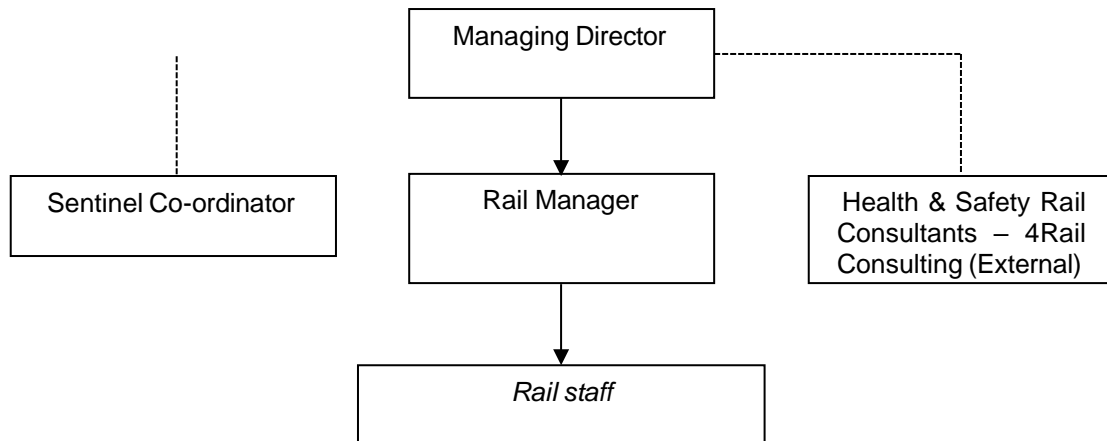 Managing Director
Sentinel Co-ordinator
Rail Manager
Health & Safety Rail
Consultants – 4Rail
Consulting (External)
Rail staff